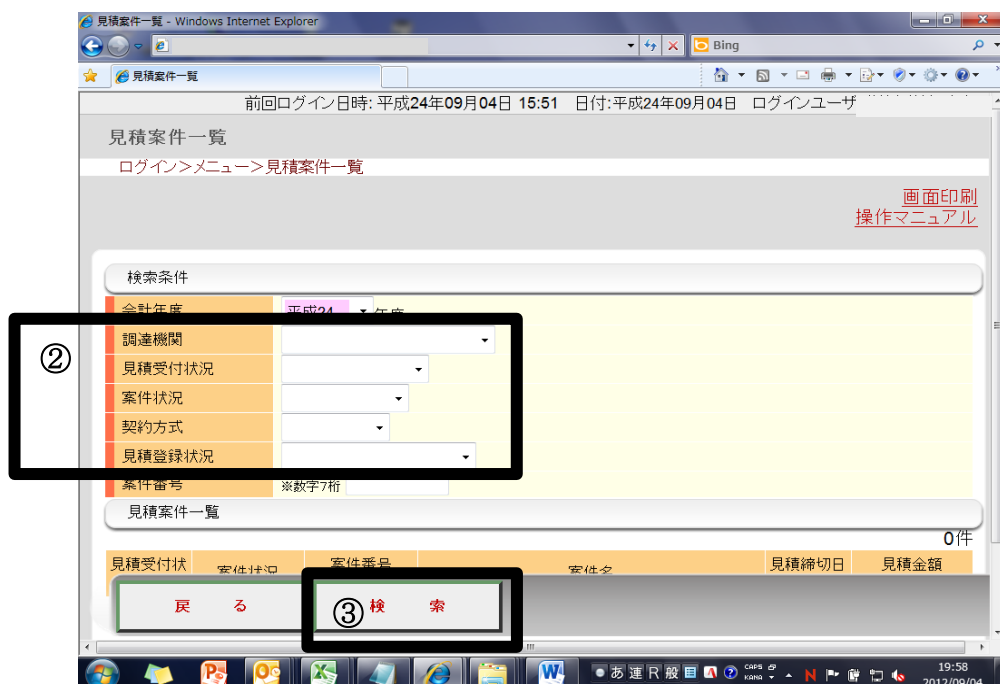 見積案件一覧 - Windows Internet Explorer
Bing
見積案件一覧
前回ログイン日時: 平成24年09月04日 15:51 日付:平成24年09月04日 ログインユーザ
見積案件一覧
ログイン＞メニュー＞見積案件一覧
画面印刷
操作マニュアル
検索条件
会計年度 平成24 年度
②
調達機関
見積受付状況
案件状況
契約方式
見積登録状況
案件番号 ※数字7桁
見積案件一覧
0件
見積受付状 案件状況 案件番号 案件名 見積締切日 見積金額
戻 る ③ 検 索
あ 連 R 般 CAPS KANA 19:58
2012/09/04